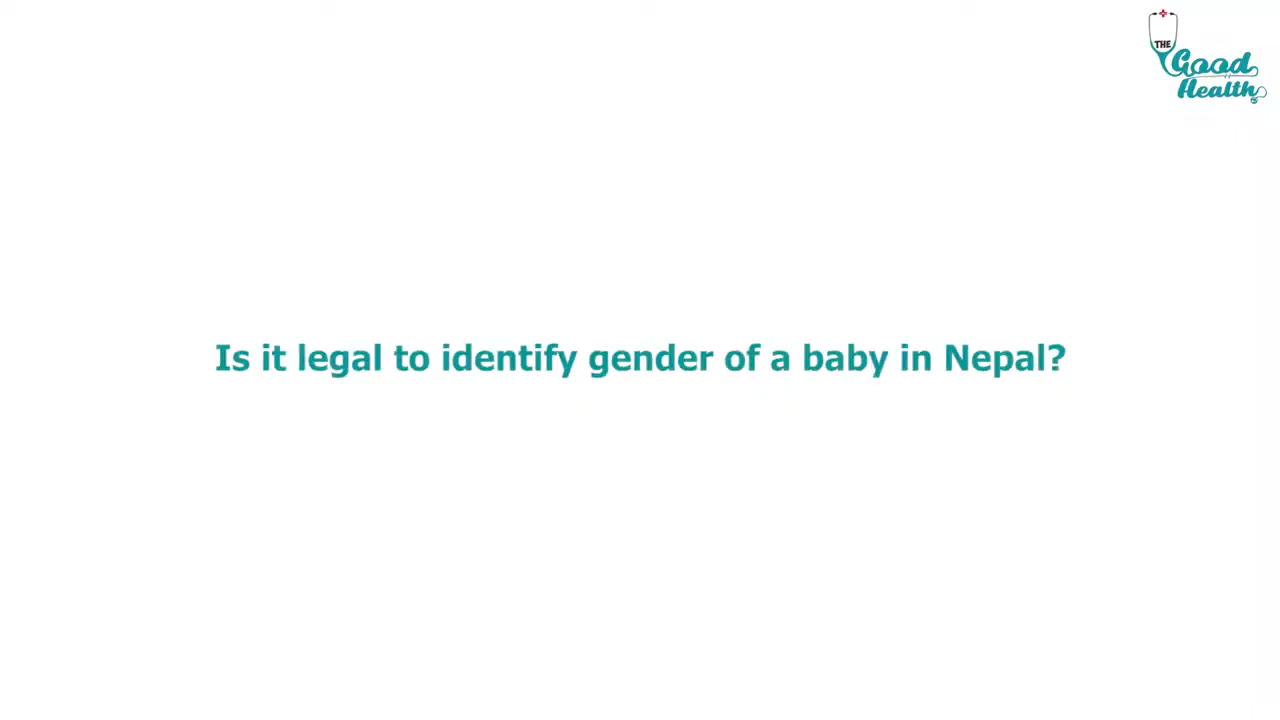 THE
Good
Health
Is it legal to identify gender of a baby in Nepal?